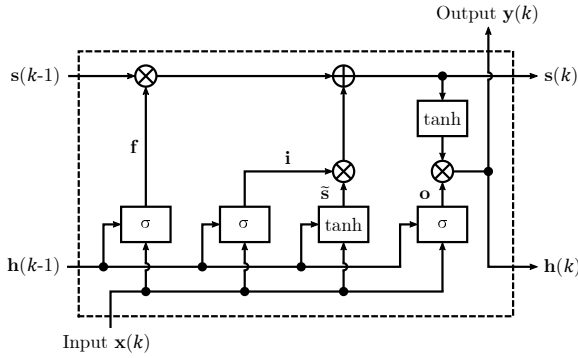 Output y(k)
s(k-1)
s(k)
tanh
f
i
s̃
o
σ
σ
tanh
σ
h(k-1)
h(k)
Input x(k)